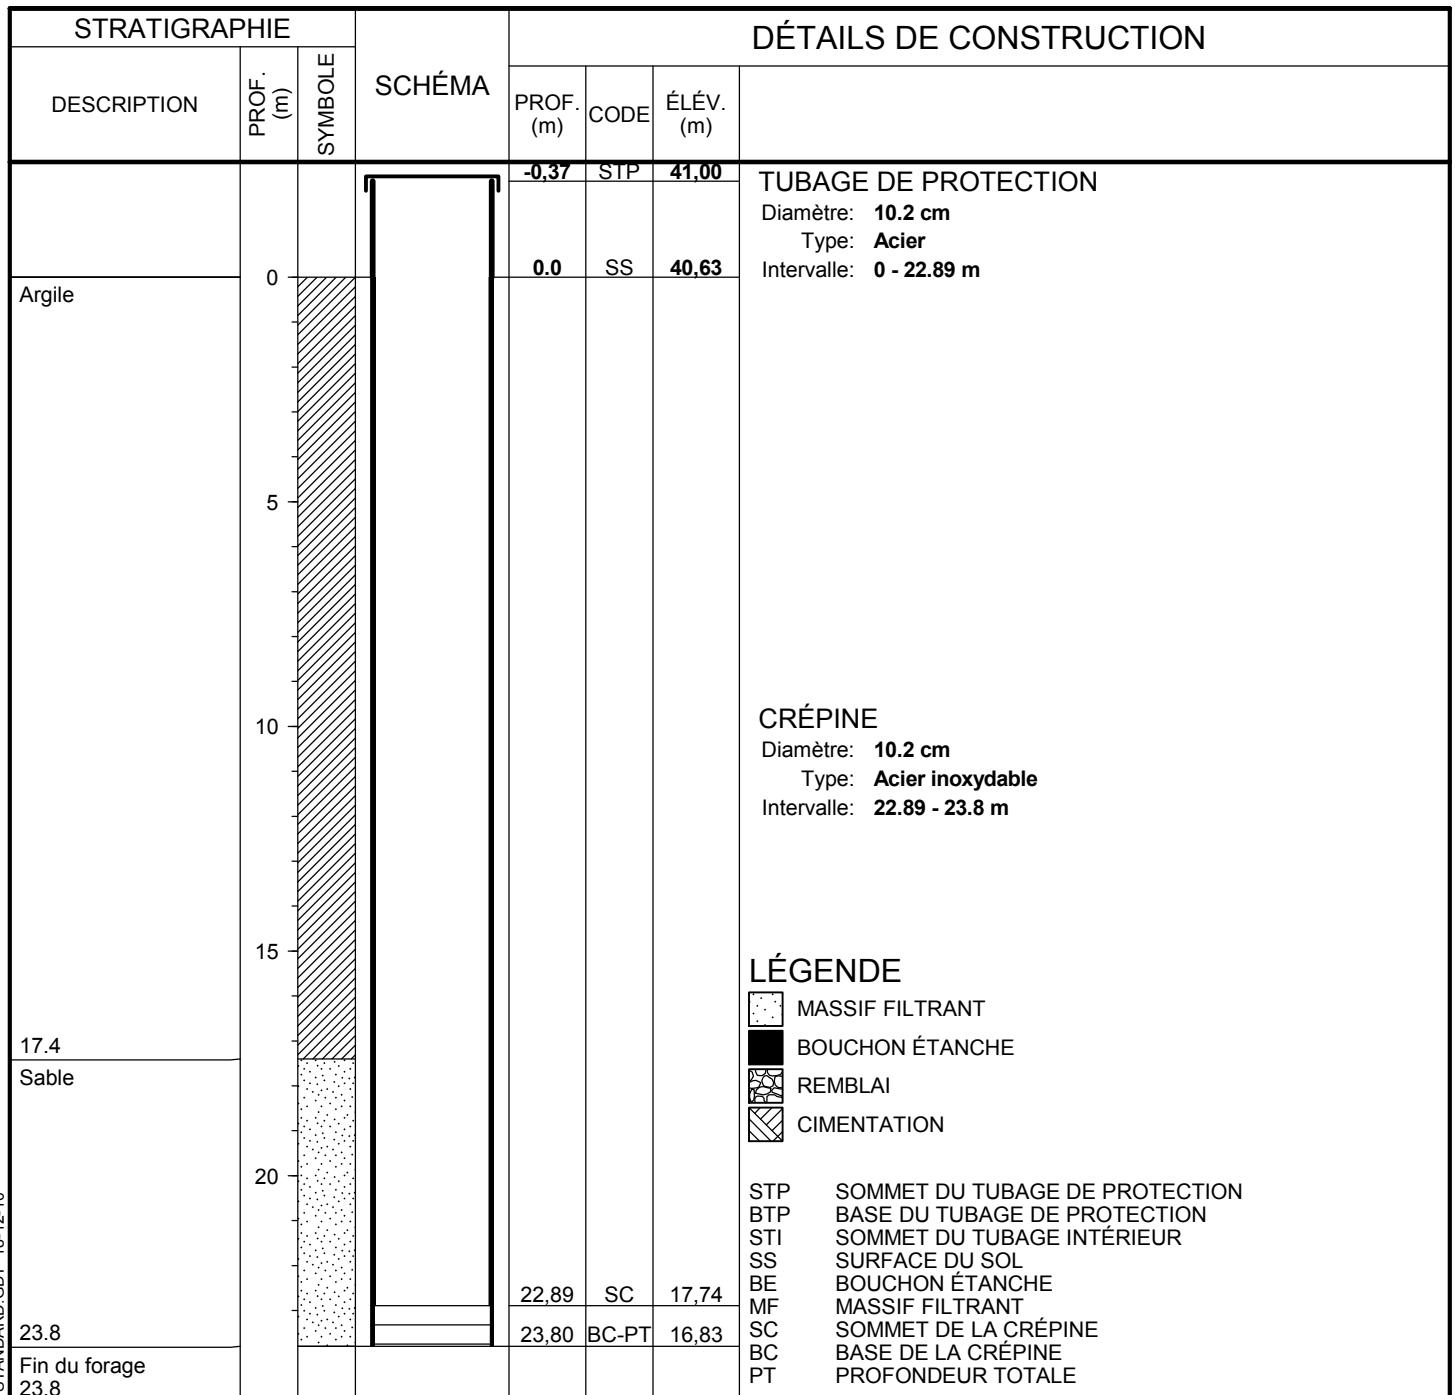 STRATIGRAPHIE
DESCRIPTION
PROF. (m)
SYMBOLE
SCHÉMA
DÉTAILS DE CONSTRUCTION
PROF. (m)
CODE
ÉLÉV. (m)
-0,37 STP 41,00
0.0 SS 40,63
TUBAGE DE PROTECTION
Diamètre: 10.2 cm
Type: Acier
Intervalle: 0 - 22.89 m
0
Argile
5
10
15
17.4
Sable
20
CRÉPINE
Diamètre: 10.2 cm
Type: Acier inoxydable
Intervalle: 22.89 - 23.8 m
LÉGENDE
MASSIF FILTRANT
BOUCHON ÉTANCHE
REMBLAI
CIMENTATION
STP SOMMET DU TUBAGE DE PROTECTION
BTP BASE DU TUBAGE DE PROTECTION
STI SOMMET DU TUBAGE INTÉRIEUR
SS SURFACE DU SOL
BE BOUCHON ÉTANCHE
MF MASSIF FILTRANT
SC SOMMET DE LA CRÉPINE
BC BASE DE LA CRÉPINE
PT PROFONDEUR TOTALE
22,89 SC 17,74
23,80 BC-PT 16,83
23.8
Fin du forage
23.8